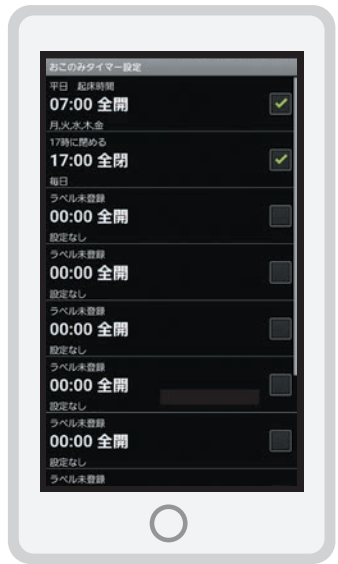 おこのみタイマー設定
平日 起床時間
07:00 全開
月,火,水,木,金
17時に閉める
17:00 全閉
毎日
ラベル未登録
00:00 全開
設定なし
ラベル未登録
00:00 全開
設定なし
ラベル未登録
00:00 全開
設定なし
ラベル未登録
00:00 全開
設定なし
ラベル未登録
00:00 全開
設定なし
ラベル未登録